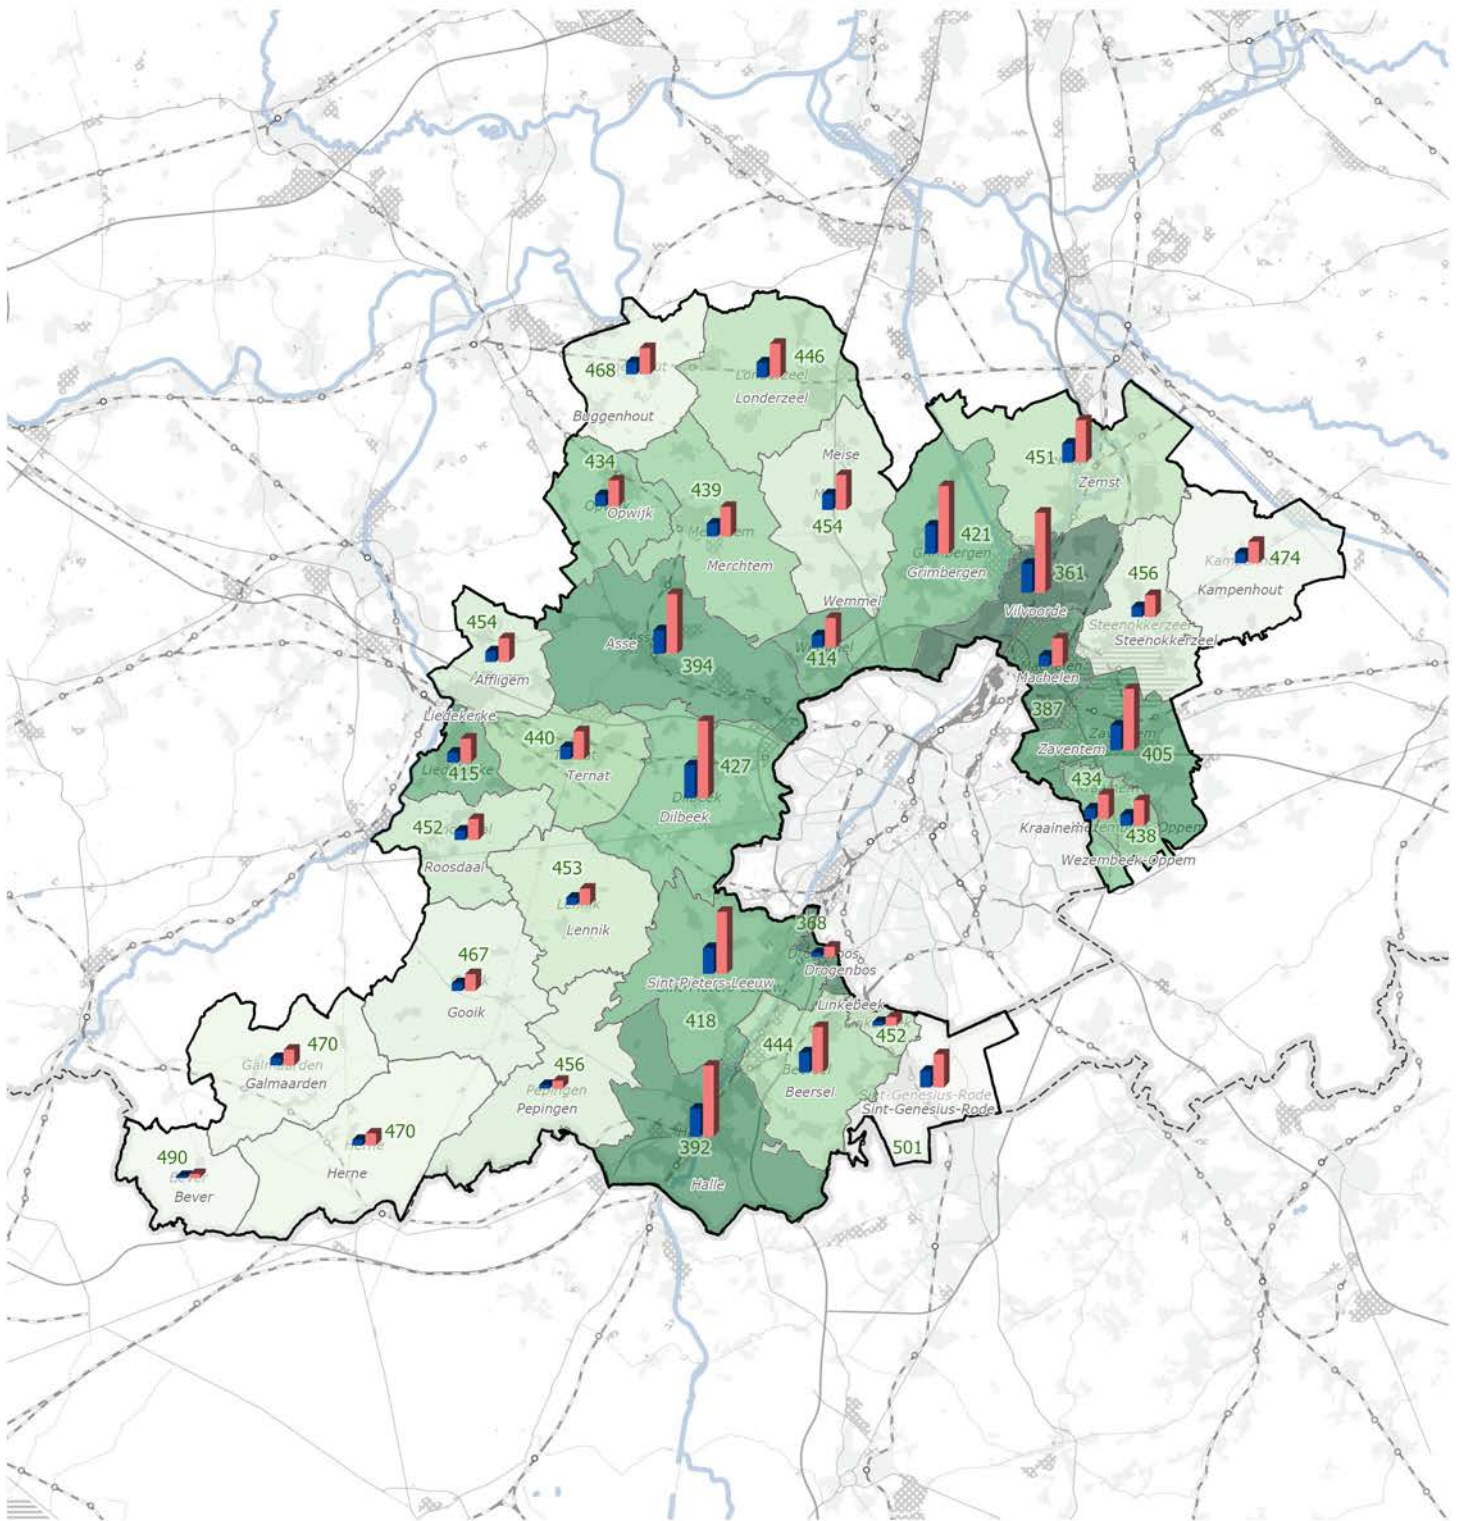 446
Londerzeel
Londerzeel
468
Buggenhout
434
Opwijk
439
Merchtem
Meise
454
451
Zemst
421
Grimbergen
Grimbergen
361
Vilvoorde
456
Steenokkerzeel
Steenokkerzeel
474
Kampenhout
Wemmel
414
Asse
394
454
Affligem
Machelen
Machelen
387
Zaventem
405
Liedekerke
415
440
Ternat
427
Dilbeek
Dilbeek
434
Kraainem
438
Wezembeek-Oppem
Oppem
452
Roosdaal
453
Lennik
Lennik
368
Drogenbos
Sint-Pieters-Leeuw
418
467
Gooik
Linkebeek
452
444
Beersel
470
Galmaarden
Galmaarden
456
Pepingen
Pepingen
Sint-Genesius-Rode
Sint-Genesius-Rode
501
470
Herne
Herne
392
Halle
490
Bever
Bever